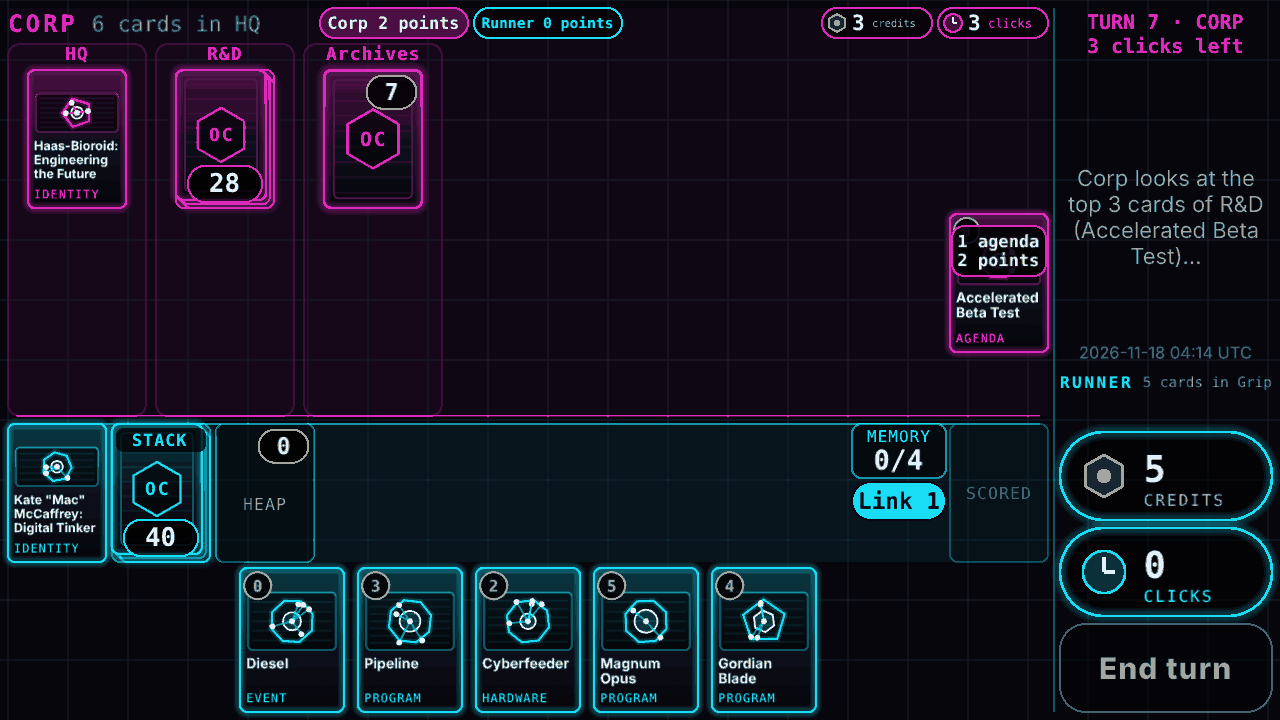 CORP 6 cards in HQ
Corp 2 points
Runner 0 points
3 credits
3 clicks
TURN 7 · CORP
3 clicks left
HQ
R&D
Archives
Haas-Bioroid:
Engineering
the Future
IDENTITY
OC
28
7
OC
Corp looks at the
top 3 cards of R&D
(Accelerated Beta
Test)...
1 agenda
2 points
Accelerated
Beta Test
AGENDA
2026-11-18 04:14 UTC
RUNNER 5 cards in Grip
Kate "Mac"
McCaffrey:
Digital Tinker
IDENTITY
STACK
OC
40
0
HEAP
MEMORY
0/4
Link 1
SCORED
5
CREDITS
0
CLICKS
End turn
0
Diesel
EVENT
3
Pipeline
PROGRAM
2
Cyberfeeder
HARDWARE
5
Magnum
Opus
PROGRAM
4
Gordian
Blade
PROGRAM